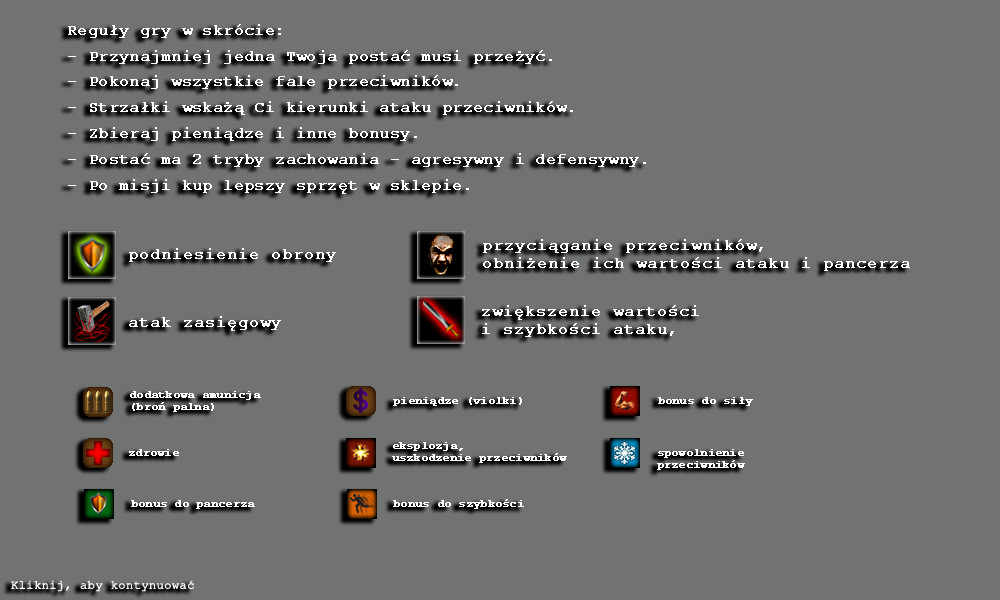 Reguły gry w skrócie:
- Przynajmniej jedna Twoja postać musi przeżyć.
- Pokonaj wszystkie fale przeciwników.
- Strzałki wskażą Ci kierunki ataku przeciwników.
- Zbieraj pieniądze i inne bonusy.
- Postać ma 2 tryby zachowania - agresywny i defensywny.
- Po misji kup lepszy sprzęt w sklepie.
podniesienie obrony
przyciąganie przeciwników,
obniżenie ich wartości ataku i pancerza
atak zasięgowy
zwiększenie wartości
i szybkości ataku,
dodatkowa amunicja
(broń palna)
pieniądze (violki)
bonus do siły
zdrowie
eksplozja,
uszkodzenie przeciwników
spowolnienie
przeciwników
bonus do pancerza
bonus do szybkości
Kliknij, aby kontynuować